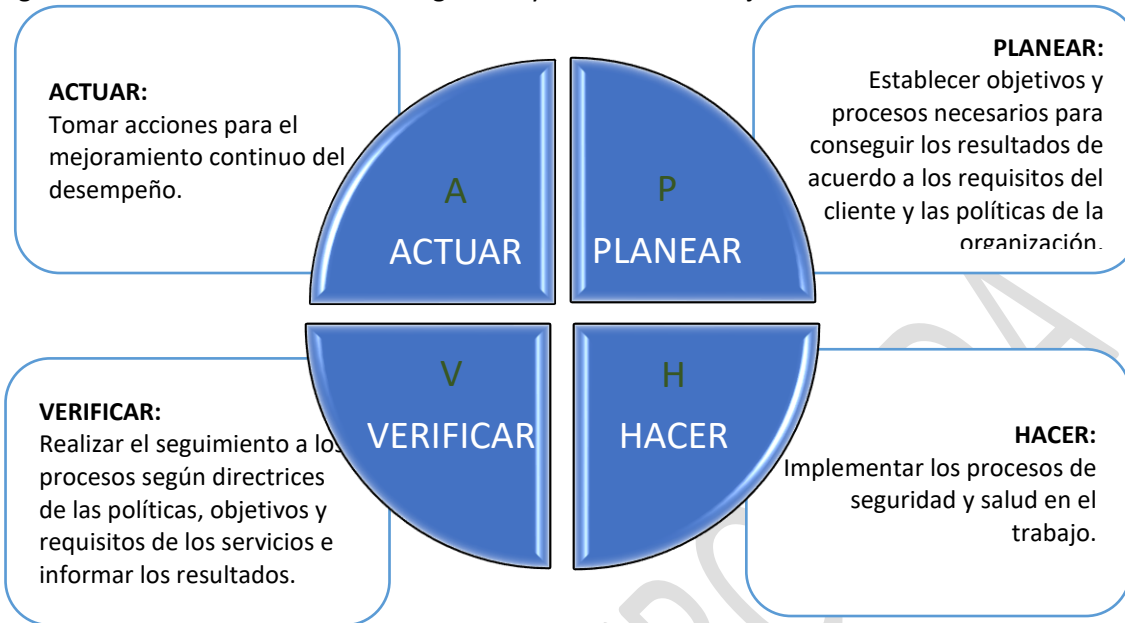 ACTUAR:
Tomar acciones para el
mejoramiento continuo del
desempeño.
PLANEAR:
Establecer objetivos y
procesos necesarios para
conseguir los resultados de
acuerdo a los requisitos del
cliente y las políticas de la
organización.
A
ACTUAR
P
PLANEAR
V
VERIFICAR
H
HACER
VERIFICAR:
Realizar el seguimiento a los
procesos según directrices
de las políticas, objetivos y
requisitos de los servicios e
informar los resultados.
HACER:
Implementar los procesos de
seguridad y salud en el
trabajo.